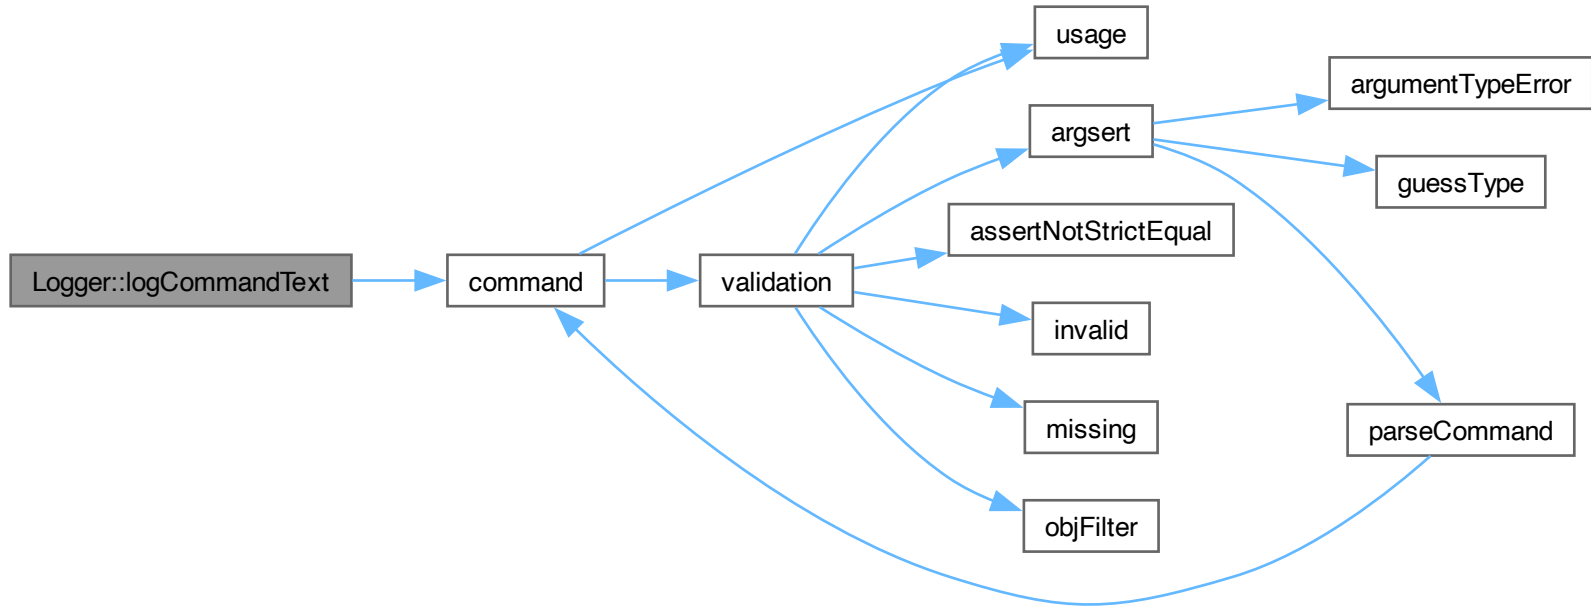 usage
argumentTypeError
argsert
guessType
assertNotStrictEqual
Logger::logCommandText
command
validation
invalid
missing
parseCommand
objFilter